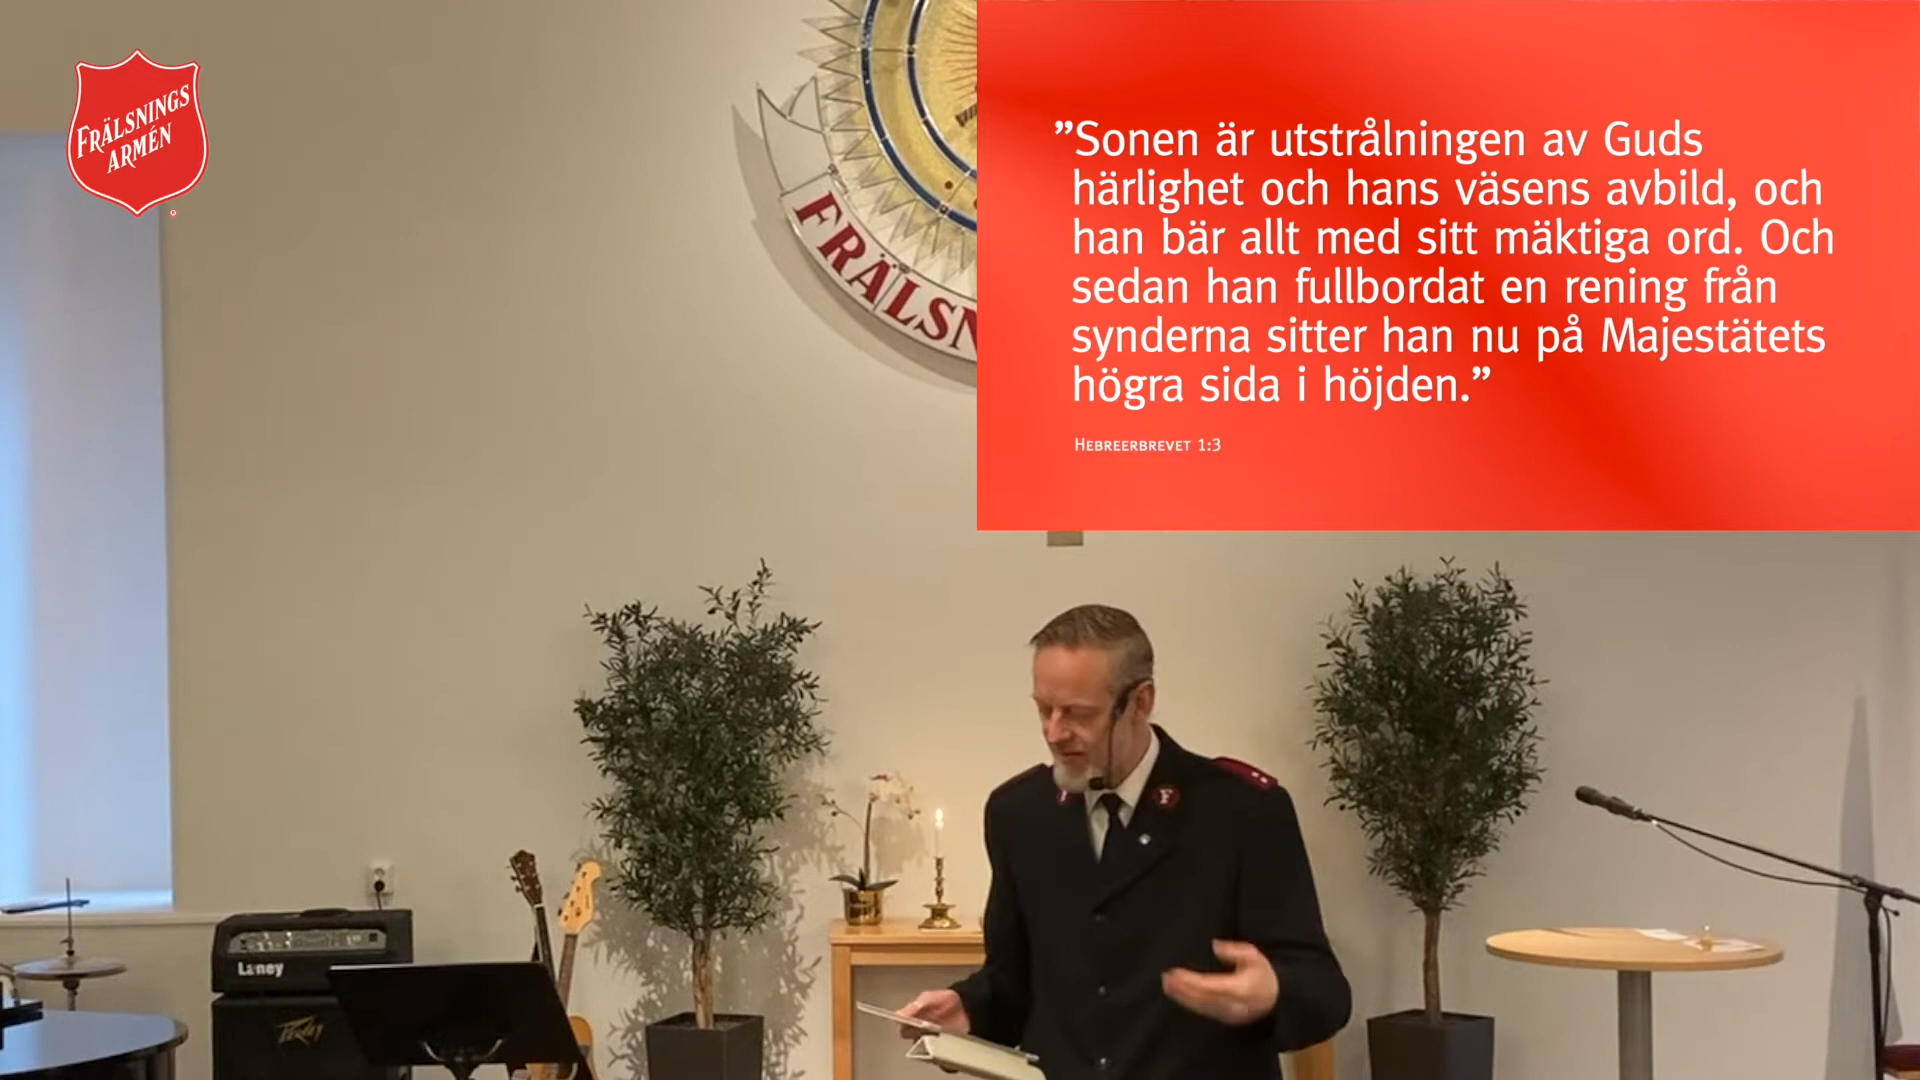 FRÄLSNINGS
ARMÉN
”Sonen är utstrålningen av Guds
härlighet och hans väsens avbild, och
han bär allt med sitt mäktiga ord. Och
sedan han fullbordat en rening från
synderna sitter han nu på Majestätets
högra sida i höjden.”
HEBREERBREVET 1:3
FRÄLSN
Laney
PEAVEY